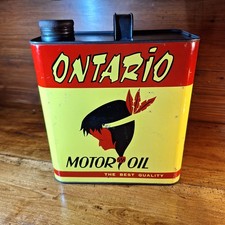 ONTARIO
MOTOR OIL
THE BEST QUALITY